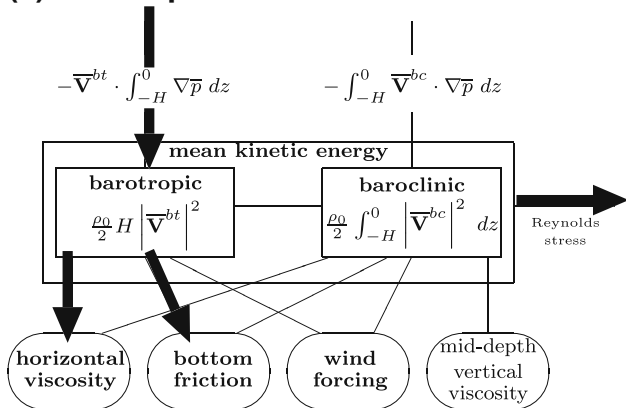 $-\overline{\mathbf{V}}^{bt} \cdot \int_{-H}^{0} \nabla \overline{p} \, dz$
$-\int_{-H}^{0} \overline{\mathbf{V}}^{bc} \cdot \nabla \overline{p} \, dz$
mean kinetic energy
barotropic
$\frac{\rho_0}{2} H \left| \overline{\mathbf{V}}^{bt} \right|^2$
baroclinic
$\frac{\rho_0}{2} \int_{-H}^{0} \left| \overline{\mathbf{V}}^{bc} \right|^2 dz$
Reynolds
stress
horizontal
viscosity
bottom
friction
wind
forcing
mid-depth
vertical
viscosity